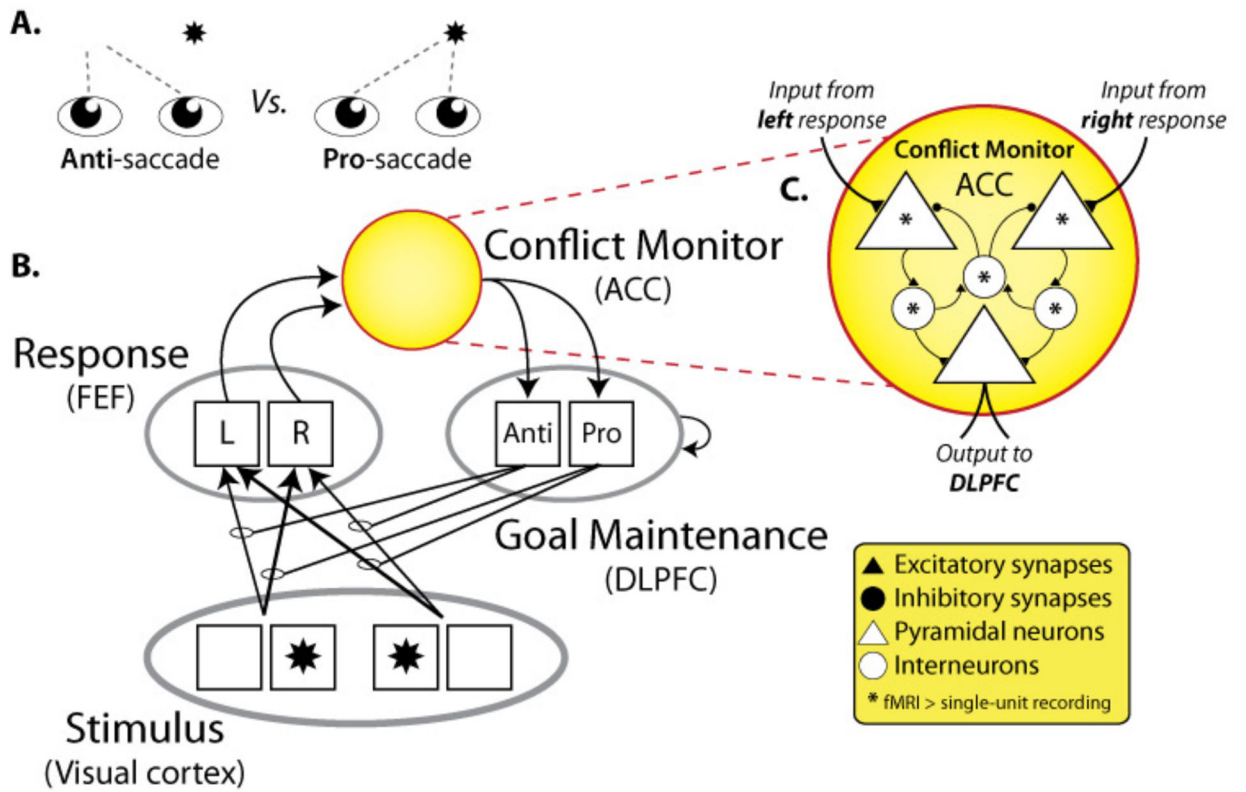 A.
Vs.
Anti-saccade
Pro-saccade
Input from
left response
Input from
right response
Conflict Monitor
ACC
C.
* *
*
* *
Output to
DLPFC
B.
Conflict Monitor
(ACC)
Response
(FEF)
L R
Anti Pro
Goal Maintenance
(DLPFC)
Stimulus
(Visual cortex)
Excitatory synapses
Inhibitory synapses
Pyramidal neurons
Interneurons
* fMRI > single-unit recording